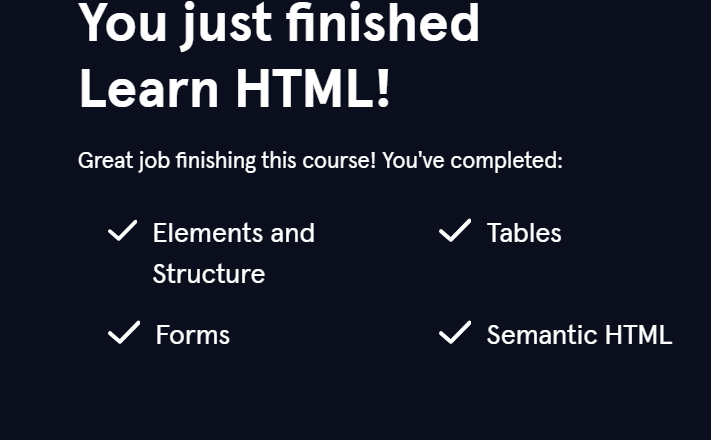 You just finished
Learn HTML!
Great job finishing this course! You've completed:
Elements and
Structure
Tables
Forms
Semantic HTML